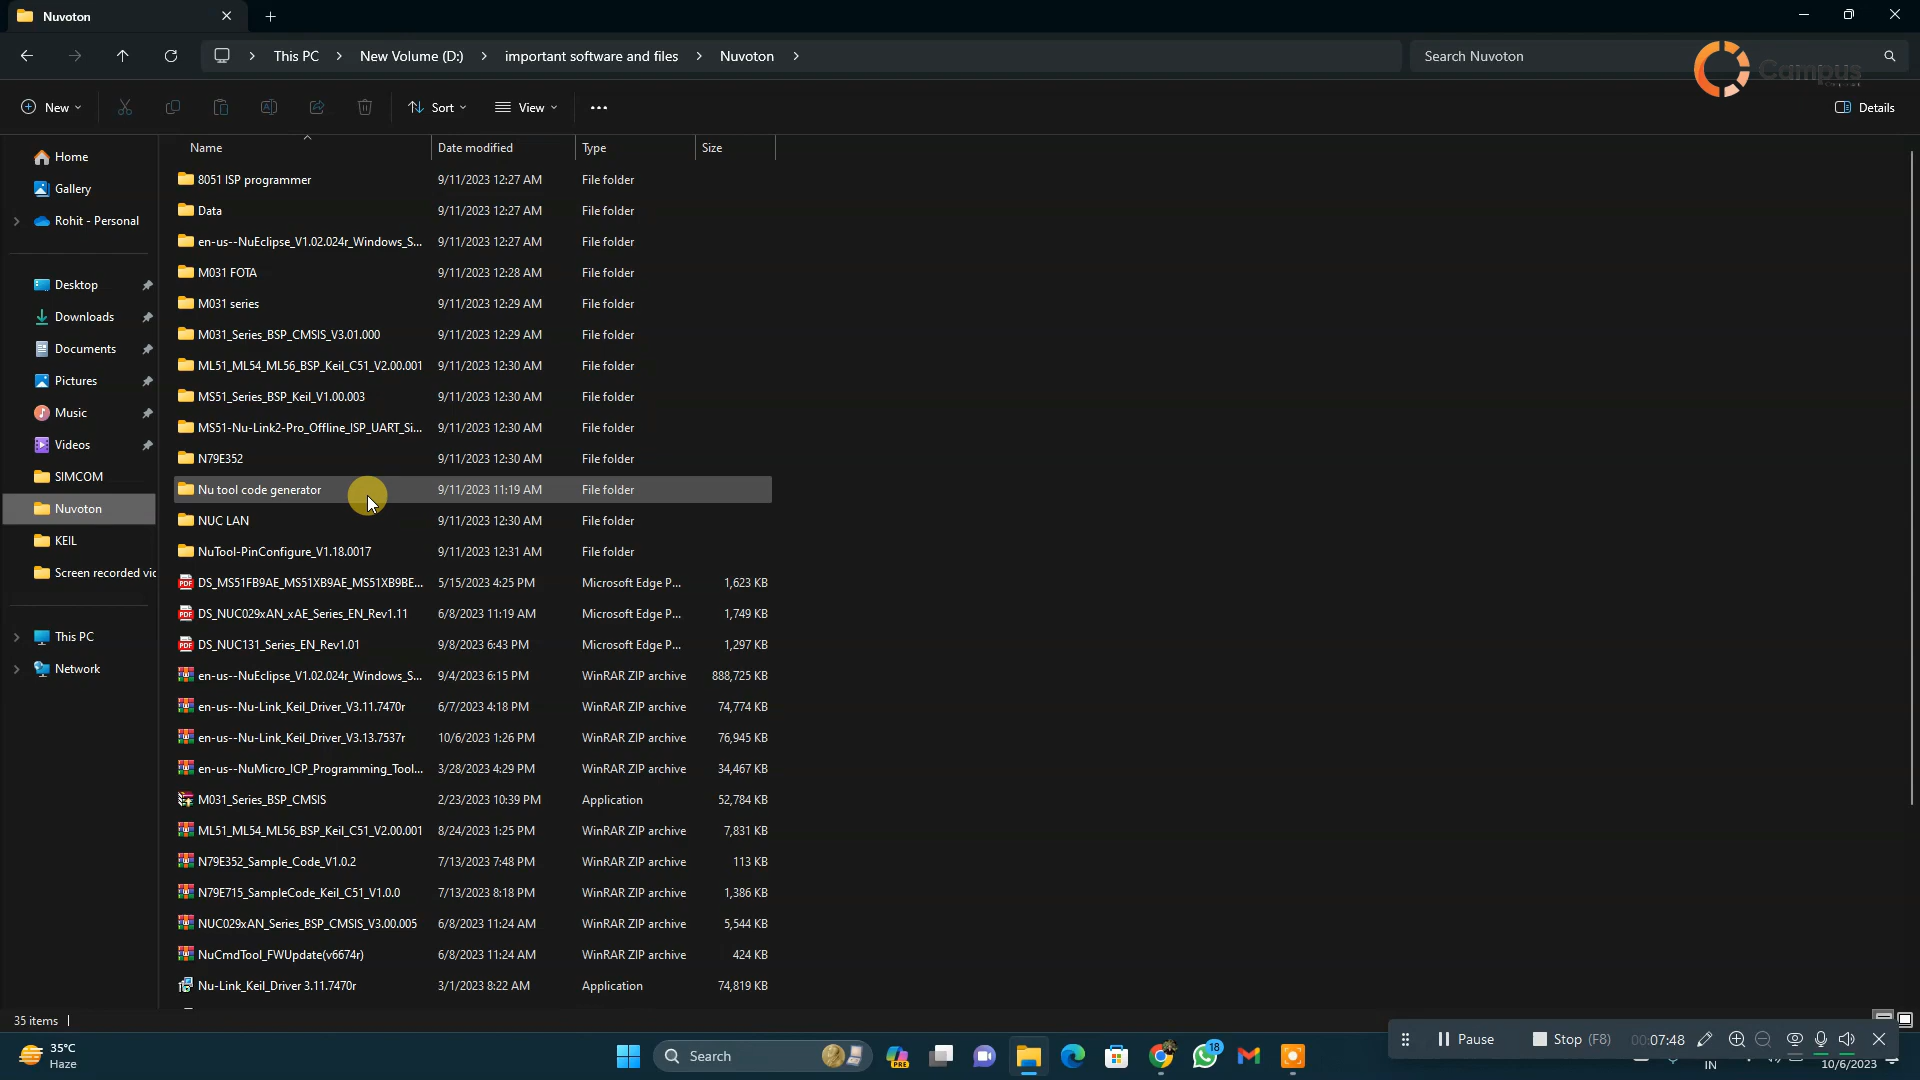 Nuvoton
This PC > New Volume (D:) > important software and files > Nuvoton >
Search Nuvoton
Campus
New
Sort
View
Details
Name Date modified Type Size
Home
Gallery
Rohit - Personal
Desktop
Downloads
Documents
Pictures
Music
Videos
SIMCOM
Nuvoton
KEIL
Screen recorded vic
This PC
Network
8051 ISP programmer 9/11/2023 12:27 AM File folder
Data 9/11/2023 12:27 AM File folder
en-us--NuEclipse_V1.02.024r_Windows_S... 9/11/2023 12:27 AM File folder
M031 FOTA 9/11/2023 12:28 AM File folder
M031 series 9/11/2023 12:29 AM File folder
M031_Series_BSP_CMSIS_V3.01.000 9/11/2023 12:29 AM File folder
ML51_ML54_ML56_BSP_Keil_C51_V2.00.001 9/11/2023 12:30 AM File folder
MS51_Series_BSP_Keil_V1.00.003 9/11/2023 12:30 AM File folder
MS51-Nu-Link2-Pro_Offline_ISP_UART_Si... 9/11/2023 12:30 AM File folder
N79E352 9/11/2023 12:30 AM File folder
Nu tool code generator 9/11/2023 11:19 AM File folder
NUC LAN 9/11/2023 12:30 AM File folder
NuTool-PinConfigure_V1.18.0017 9/11/2023 12:31 AM File folder
DS_MS51FB9AE_MS51XB9AE_MS51XB9BE... 5/15/2023 4:25 PM Microsoft Edge P... 1,623 KB
DS_NUC029xAN_xAE_Series_EN_Rev1.11 6/8/2023 11:19 AM Microsoft Edge P... 1,749 KB
DS_NUC131_Series_EN_Rev1.01 9/8/2023 6:43 PM Microsoft Edge P... 1,297 KB
en-us--NuEclipse_V1.02.024r_Windows_S... 9/4/2023 6:15 PM WinRAR ZIP archive 888,725 KB
en-us--Nu-Link_Keil_Driver_V3.11.7470r 6/7/2023 4:18 PM WinRAR ZIP archive 74,774 KB
en-us--Nu-Link_Keil_Driver_V3.13.7537r 10/6/2023 1:26 PM WinRAR ZIP archive 76,945 KB
en-us--NuMicro_ICP_Programming_Tool... 3/28/2023 4:29 PM WinRAR ZIP archive 34,467 KB
M031_Series_BSP_CMSIS 2/23/2023 10:39 PM Application 52,784 KB
ML51_ML54_ML56_BSP_Keil_C51_V2.00.001 8/24/2023 1:25 PM WinRAR ZIP archive 7,831 KB
N79E352_Sample_Code_V1.0.2 7/13/2023 7:48 PM WinRAR ZIP archive 113 KB
N79E715_SampleCode_Keil_C51_V1.0.0 7/13/2023 8:18 PM WinRAR ZIP archive 1,386 KB
NUC029xAN_Series_BSP_CMSIS_V3.00.005 6/8/2023 11:24 AM WinRAR ZIP archive 5,544 KB
NuCmdTool_FWUpdate(v6674r) 6/8/2023 11:24 AM WinRAR ZIP archive 424 KB
Nu-Link_Keil_Driver 3.11.7470r 3/1/2023 8:22 AM Application 74,819 KB
35 items
Pause Stop (F8) 00:07:48
35°C
Haze
Search
PRE
18
IN
10/6/2023